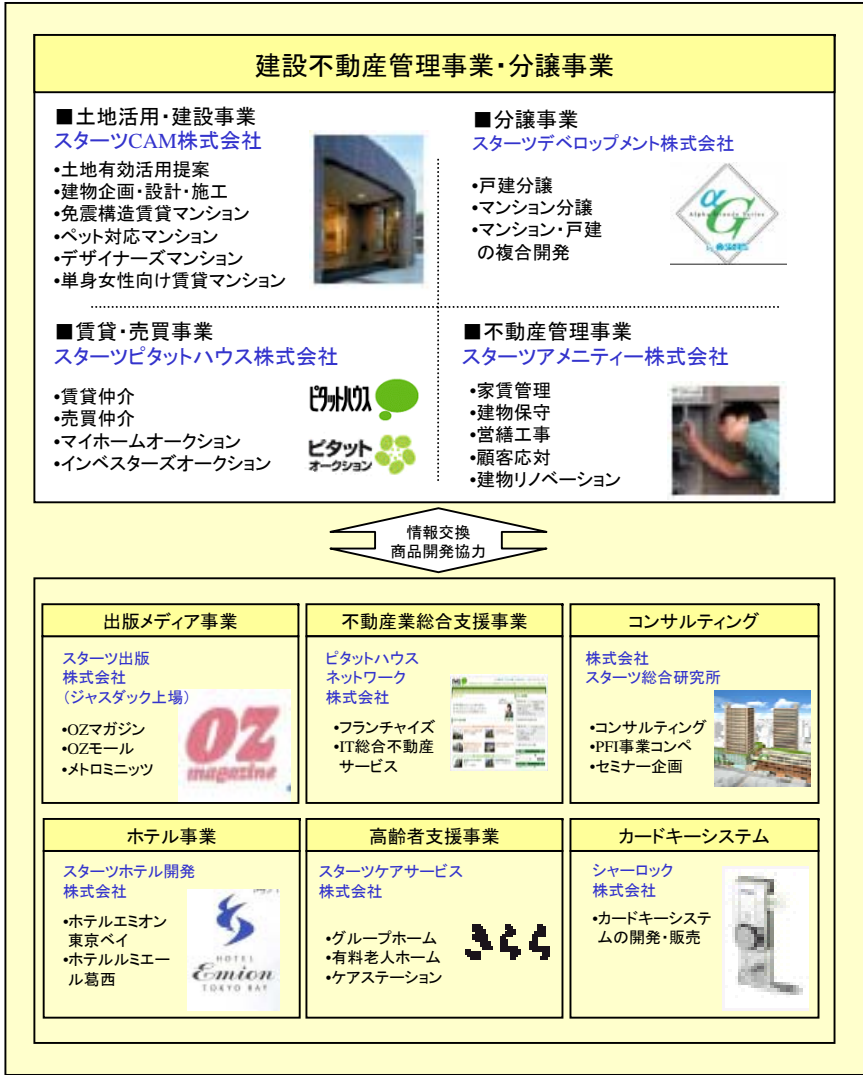 建設不動産管理事業・分譲事業
■土地活用・建設事業
スターツCAM株式会社
•土地有効活用提案
•建物企画・設計・施工
•免震構造賃貸マンション
•ペット対応マンション
•デザイナーズマンション
•単身女性向け賃貸マンション
■分譲事業
スターツデベロップメント株式会社
•戸建分譲
•マンション分譲
•マンション・戸建
の複合開発
αG
Alpha Grande Series
■賃貸・売買事業
スターツピタットハウス株式会社
•賃貸仲介
•売買仲介
•マイホームオークション
•インベスターズオークション
ピタットハウス
ピタット
オークション
■不動産管理事業
スターツアメニティー株式会社
•家賃管理
•建物保守
•営繕工事
•顧客応対
•建物リノベーション
情報交換
商品開発協力
出版メディア事業
スターツ出版
株式会社
(ジャスダック上場)
•OZマガジン
•OZモール
•メトロミニッツ
OZ
magazine
不動産業総合支援事業
ピタットハウス
ネットワーク
株式会社
•フランチャイズ
•IT総合不動産
サービス
コンサルティング
株式会社
スターツ総合研究所
•コンサルティング
•PFI事業コンペ
•セミナー企画
ホテル事業
スターツホテル開発
株式会社
•ホテルエミオン
東京ベイ
•ホテルルミエー
ル葛西
HOTEL
Emion
TOKYO BAY
高齢者支援事業
スターツケアサービス
株式会社
•グループホーム
•有料老人ホーム
•ケアステーション
カードキーシステム
シャーロック
株式会社
•カードキーシステ
ムの開発・販売